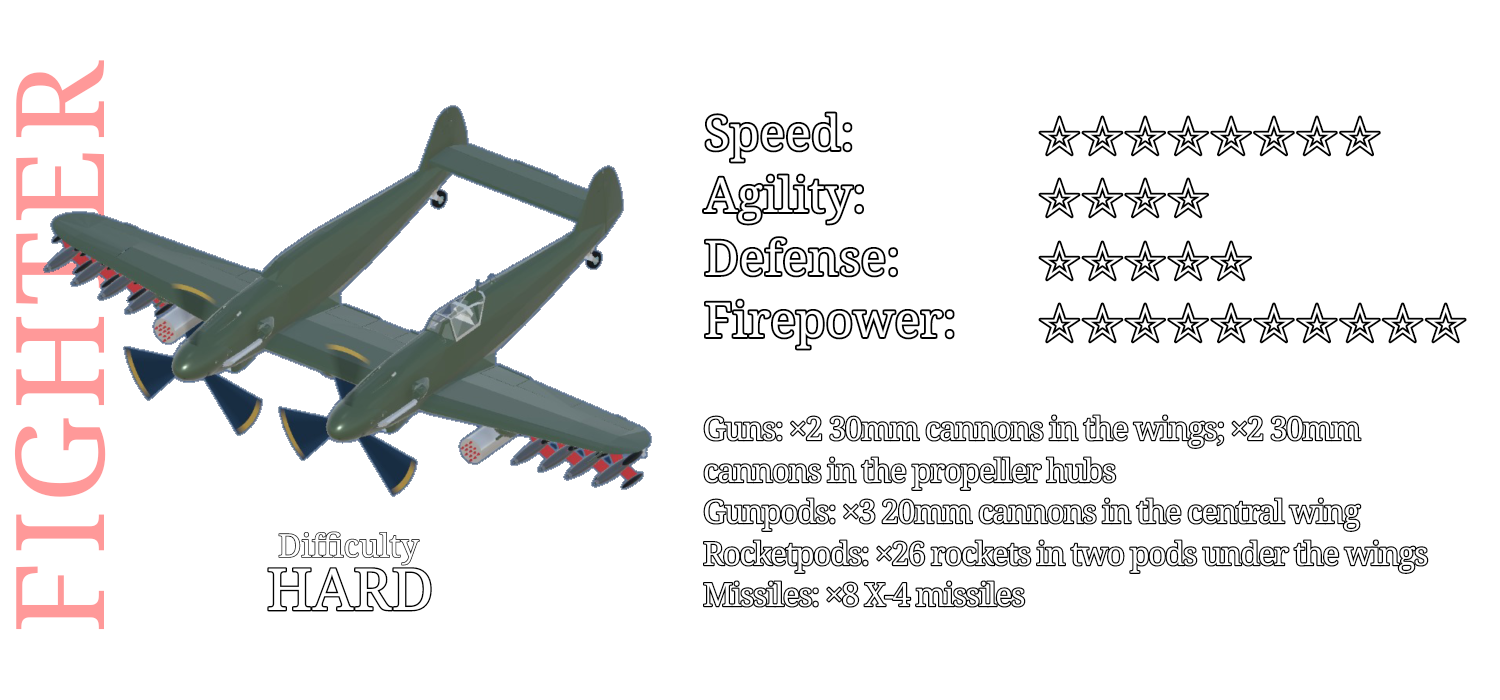 FIGHTER
Difficulty
HARD
Speed: ☆☆☆☆☆☆☆☆
Agility: ☆☆☆☆
Defense: ☆☆☆☆☆
Firepower: ☆☆☆☆☆☆☆☆☆☆
Guns: ×2 30mm cannons in the wings; ×2 30mm
cannons in the propeller hubs
Gunpods: ×3 20mm cannons in the central wing
Rocketpods: ×26 rockets in two pods under the wings
Missiles: ×8 X-4 missiles